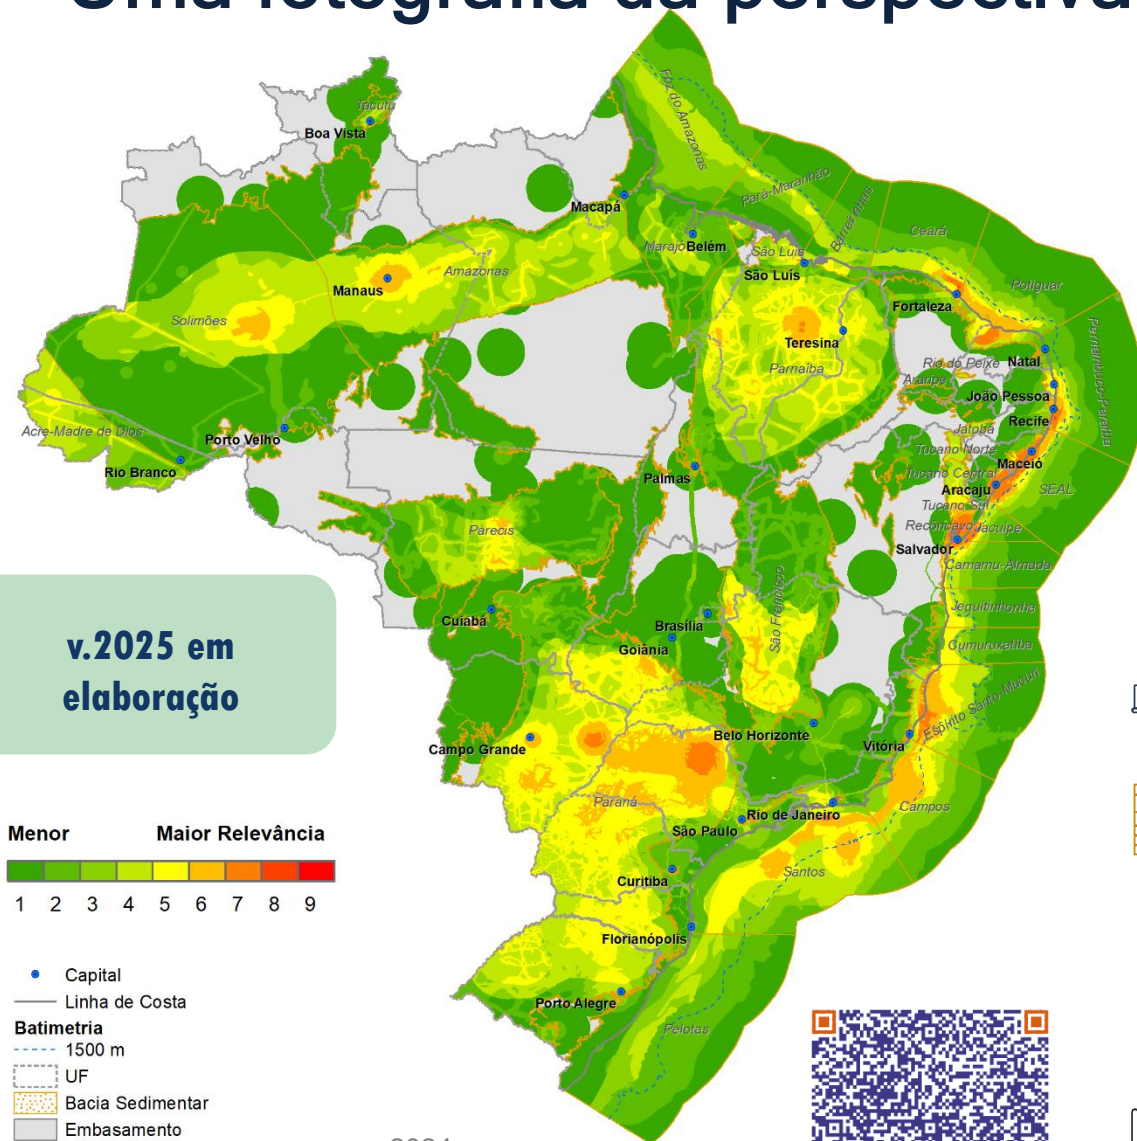 Uma fotografia da perspectiva
Foz do Amazonas
Tacutu
Boa Vista
Pará-Maranhão
Barreirinhas
Macapá
Ceará
Marajó
Belém
São Luís
São Luís
Amazonas
Manaus
Potiguar
Fortaleza
Solimões
Pernambuco-Paraíba
Teresina
Rio do Peixe
Natal
Parnaíba
Araripe
João Pessoa
Recife
Acre-Madre de Dios
Jatobá
Porto Velho
Tucano Norte
Maceió
Rio Branco
Palmas
Tucano Central
Aracaju
SEAL
Tucano Sul
Recôncavo
Jacuípe
Parecis
Salvador
Camamu-Almada
São Francisco
Jequitinhonha
Cuiabá
Brasília
v.2025 em
elaboração
Goiânia
Cumuruxatiba
Espírito Santo-Mucuri
Belo Horizonte
Vitória
Campo Grande
Paraná
Campos
Rio de Janeiro
São Paulo
Menor Maior Relevância
1 2 3 4 5 6 7 8 9
Curitiba
Santos
Florianópolis
Capital
Linha de Costa
Porto Alegre
Batimetria
Pelotas
1500 m
UF
Bacia Sedimentar
Embasamento
2024